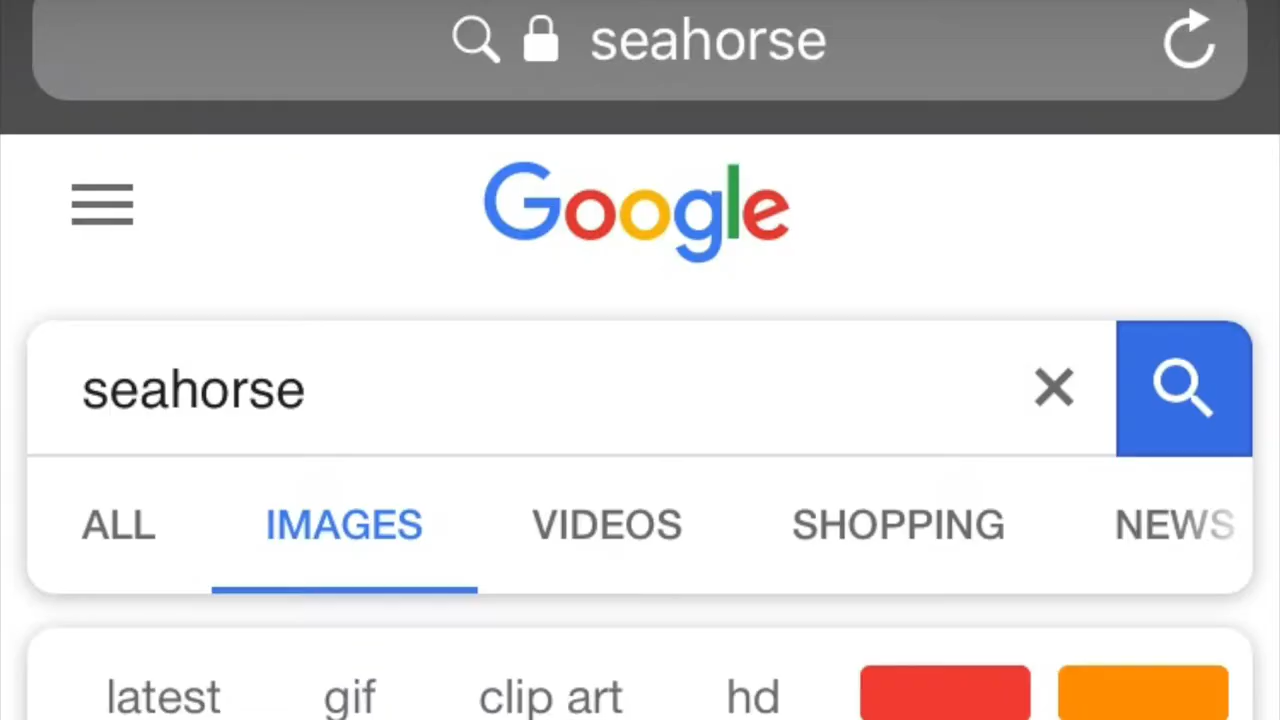 seahorse
Google
seahorse
ALL IMAGES VIDEOS SHOPPING NEWS
latest gif clip art hd